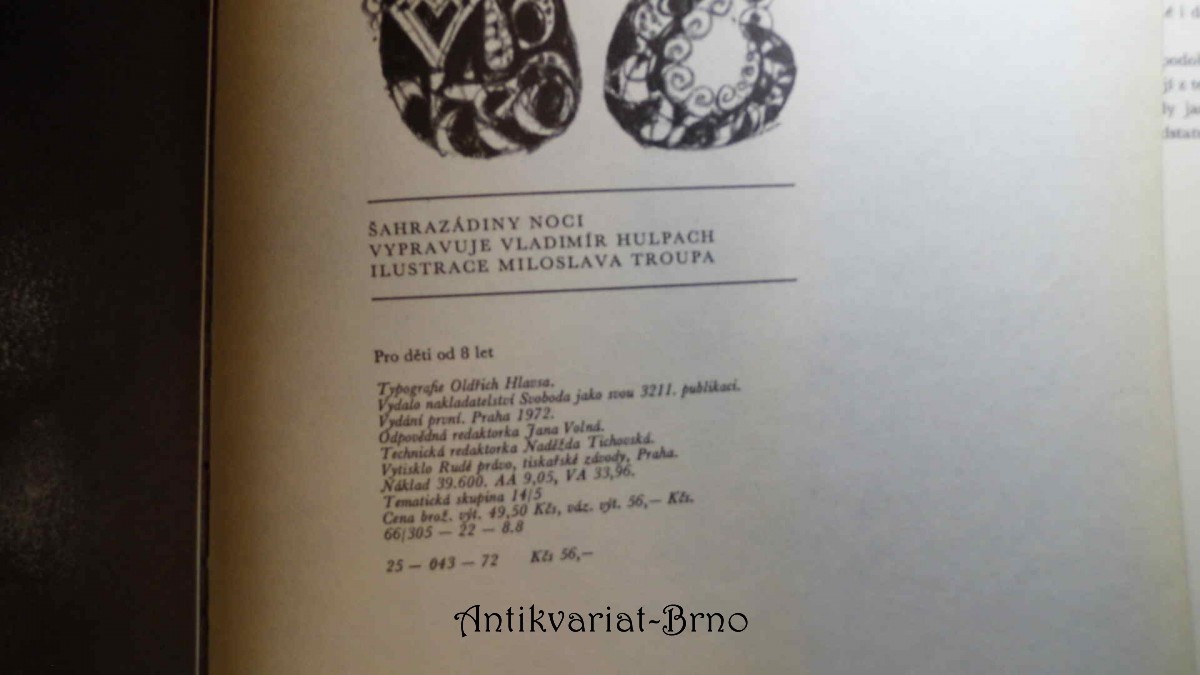 ŠAHRAZÁDINY NOCI
VYPRAVUJE VLADIMÍR HULPACH
ILUSTRACE MILOSLAVA TROUPA
Pro děti od 8 let
Typografie Oldřich Hlavsa.
Vydalo nakladatelství Svoboda jako svou 3211. publikaci.
Vydání první. Praha 1972.
Odpovědná redaktorka Jana Volná.
Technická redaktorka Naděžda Tichovská.
Vytisklo Rudé právo, tiskařské závody, Praha.
Náklad 39.600. AA 9,05, VA 33,96.
Tematická skupina 14/5
Cena brož. výt. 49,50 Kčs, váz. výt. 56,— Kčs.
66/305 — 22 — 8.8
25 — 043 — 72 Kčs 56,—
Antikvariat-Brno